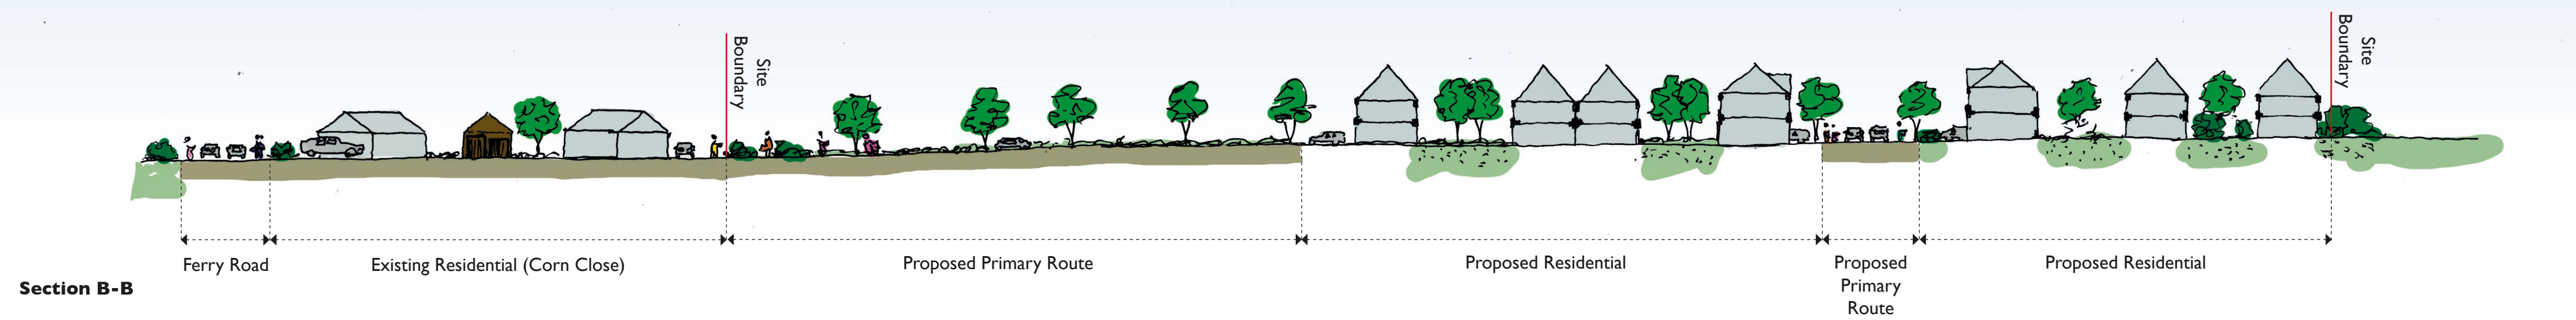 Site
Boundary
Site
Boundary
Ferry Road
Existing Residential (Corn Close)
Proposed Primary Route
Proposed Residential
Proposed
Primary
Route
Proposed Residential
Section B-B